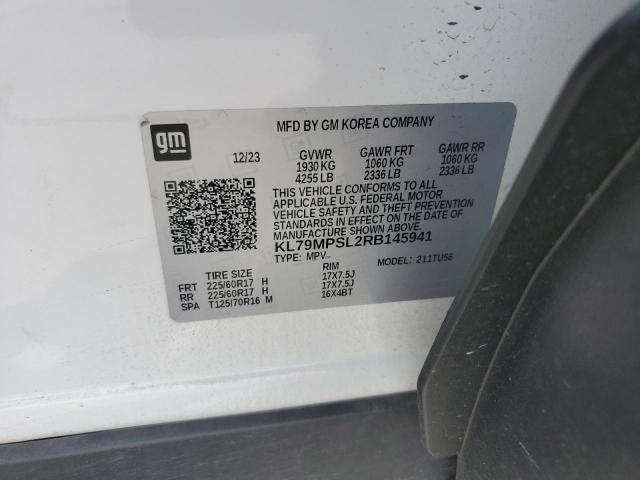 MFD BY GM KOREA COMPANY
gm
12/23 GVWR GAWR FRT GAWR RR
1930 KG 1060 KG 1060 KG
4255 LB 2336 LB 2336 LB
THIS VEHICLE CONFORMS TO ALL
APPLICABLE U.S. FEDERAL MOTOR
VEHICLE SAFETY AND THEFT PREVENTION
STANDARDS IN EFFECT ON THE DATE OF
MANUFACTURE SHOWN ABOVE.
KL79MPSL2RB145941
TYPE: MPV MODEL: 211TU56
TIRE SIZE RIM
FRT 225/60R17 H 17X7.5J
RR 225/60R17 H 17X7.5J
SPA T125/70R16 M 16X4BT